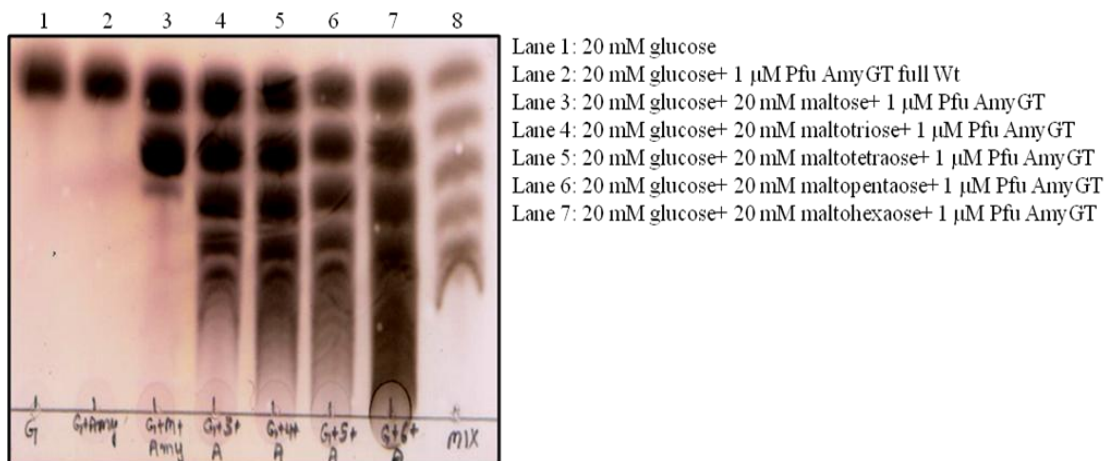 1 2 3 4 5 6 7 8
Lane 1: 20 mM glucose
Lane 2: 20 mM glucose+ 1 μM Pfu AmyGT full Wt
Lane 3: 20 mM glucose+ 20 mM maltose+ 1 μM Pfu AmyGT
Lane 4: 20 mM glucose+ 20 mM maltotriose+ 1 μM Pfu AmyGT
Lane 5: 20 mM glucose+ 20 mM maltotetraose+ 1 μM Pfu AmyGT
Lane 6: 20 mM glucose+ 20 mM maltopentaose+ 1 μM Pfu AmyGT
Lane 7: 20 mM glucose+ 20 mM maltohexaose+ 1 μM Pfu AmyGT
G G+Amy G+M+ G+3+ G+4+ G+5+ G+6+ MIX
Amy A A A